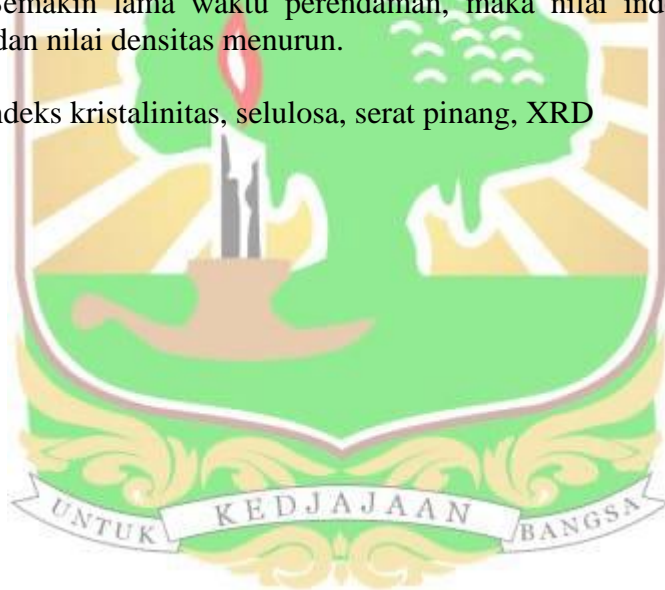 Semakin lama waktu perendaman, maka nilai ind
dan nilai densitas menurun.
ndeks kristalinitas, selulosa, serat pinang, XRD
UNTUK KEDJAJAAN BANGSA